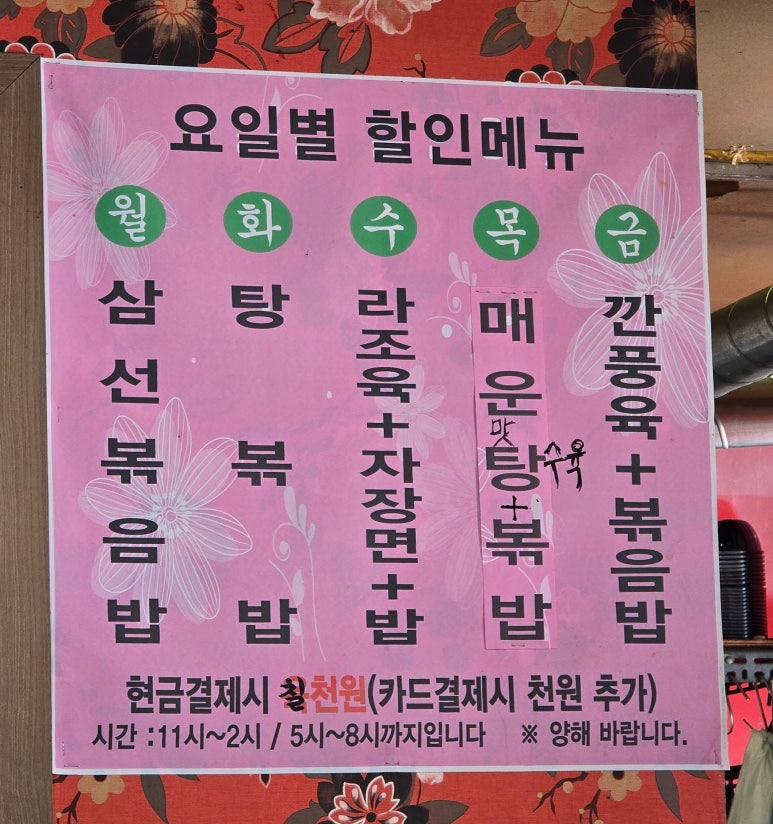 요일별 할인메뉴
월 화 수 목 금
삼선볶음밥
탕볶밥
라조육+자장면+밥
매운맛탕수육+볶밥
깐풍육+볶음밥
현금결제시 칠천원(카드결제시 천원 추가)
시간 :11시~2시 / 5시~8시까지입니다 ※ 양해 바랍니다.